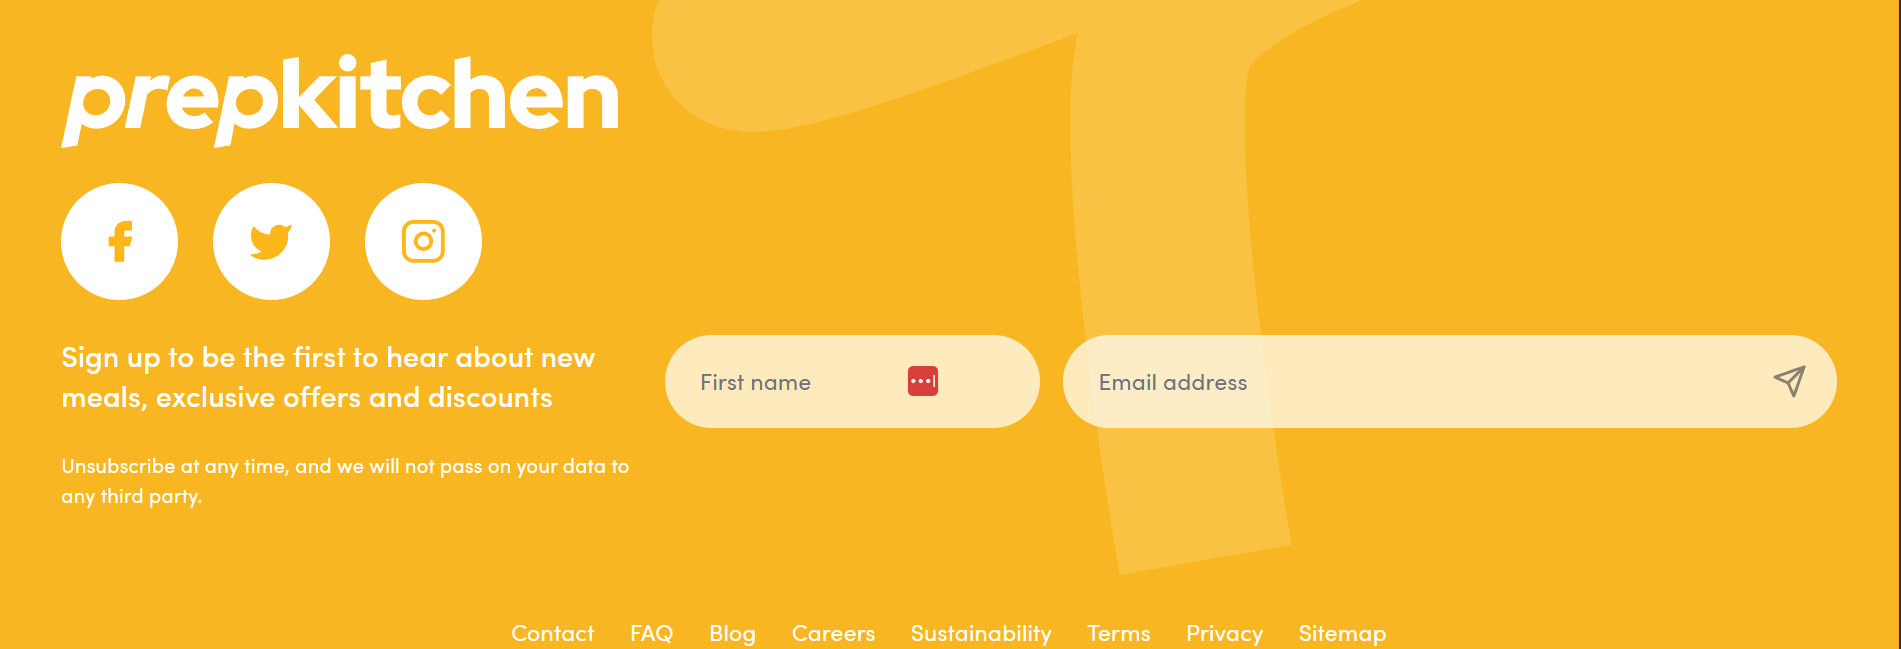 prepkitchen
Sign up to be the first to hear about new
meals, exclusive offers and discounts
First name
Email address
Unsubscribe at any time, and we will not pass on your data to
any third party.
Contact FAQ Blog Careers Sustainability Terms Privacy Sitemap